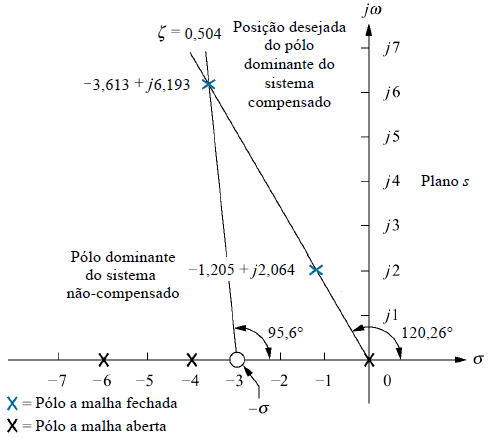 jω
ζ = 0,504
Posição desejada
do pólo
dominante do
sistema
compensado
j7
−3,613 + j6,193
j6
j5
j4
Plano s
j3
Pólo dominante
do sistema
não-compensado
−1,205 + j2,064
j2
j1
95,6°
120,26°
σ
−7
−6
−5
−4
−3
−2
−1
0
−σ
X = Pólo a malha fechada
X = Pólo a malha aberta